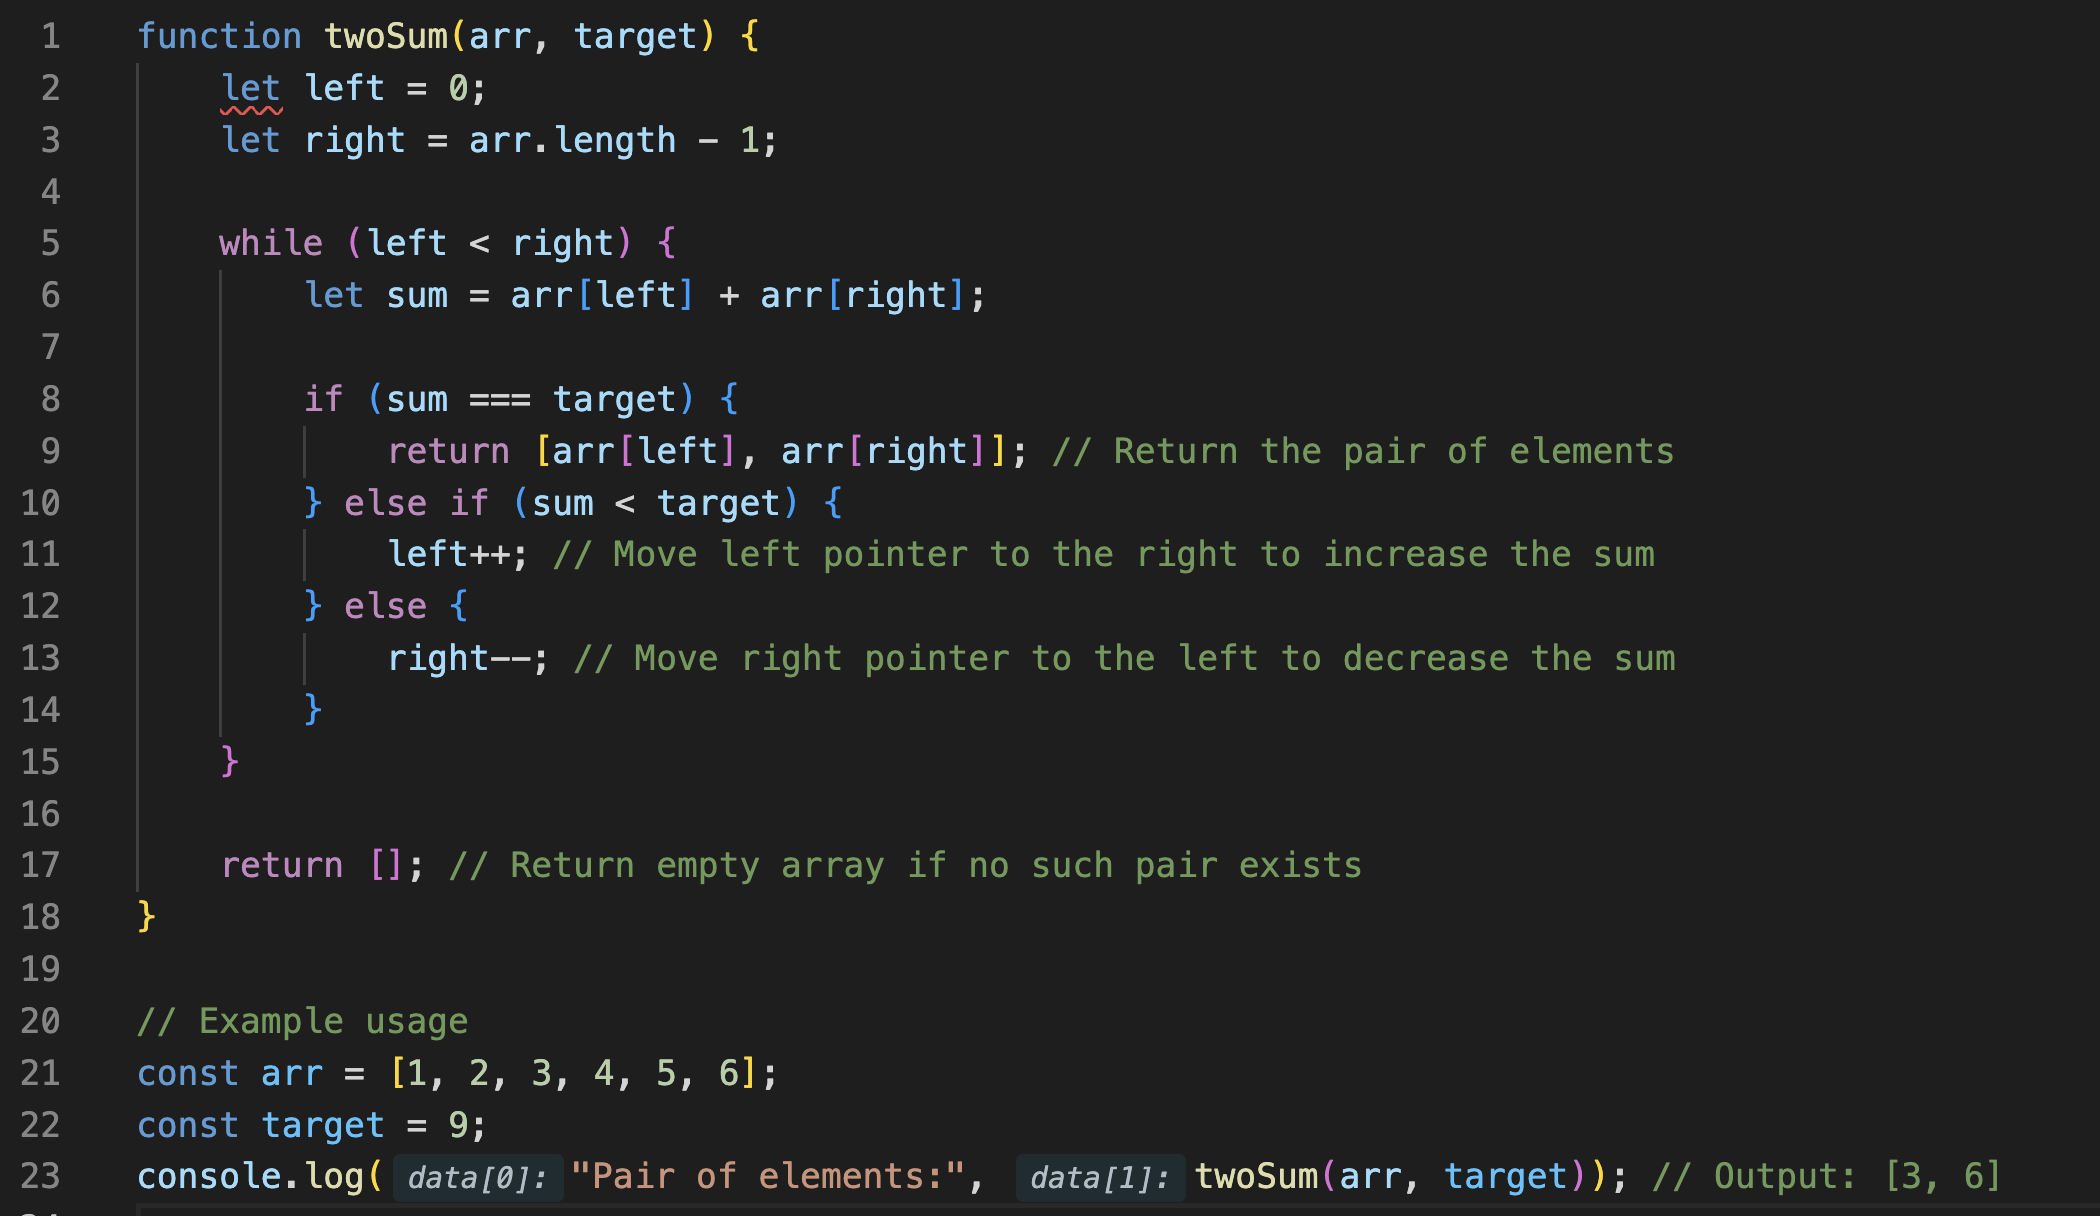 1 function twoSum(arr, target) {
2     let left = 0;
3     let right = arr.length - 1;
4
5     while (left < right) {
6         let sum = arr[left] + arr[right];
7
8         if (sum === target) {
9             return [arr[left], arr[right]]; // Return the pair of elements
10         } else if (sum < target) {
11             left++; // Move left pointer to the right to increase the sum
12         } else {
13             right--; // Move right pointer to the left to decrease the sum
14         }
15     }
16
17     return []; // Return empty array if no such pair exists
18 }
19
20 // Example usage
21 const arr = [1, 2, 3, 4, 5, 6];
22 const target = 9;
23 console.log( data[0]: "Pair of elements:", data[1]: twoSum(arr, target)); // Output: [3, 6]